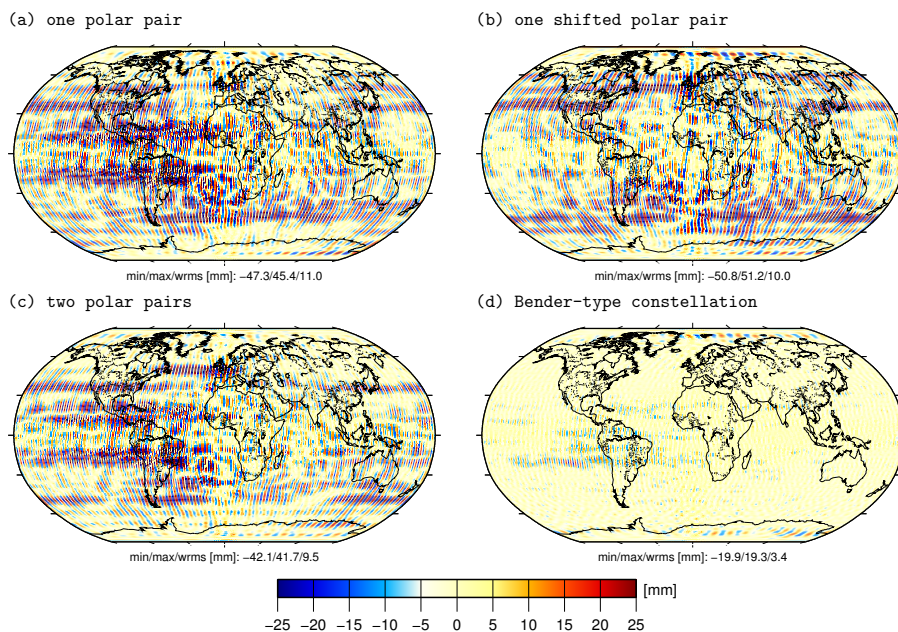 (a) one polar pair
(b) one shifted polar pair
min/max/wrms [mm]: −47.3/45.4/11.0
min/max/wrms [mm]: −50.8/51.2/10.0
(c) two polar pairs
(d) Bender-type constellation
min/max/wrms [mm]: −42.1/41.7/9.5
min/max/wrms [mm]: −19.9/19.3/3.4
[mm]
−25 −20 −15 −10 −5 0 5 10 15 20 25